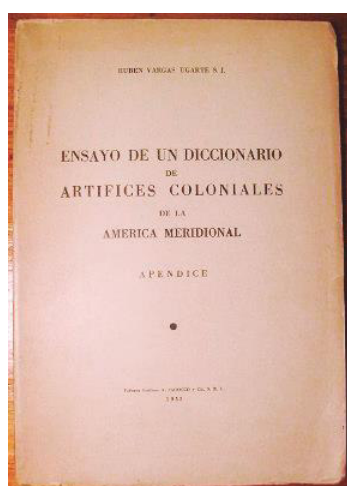 RUBEN VARGAS UGARTE S. J.
ENSAYO DE UN DICCIONARIO
DE
ARTIFICES COLONIALES
DE LA
AMERICA MERIDIONAL
APENDICE